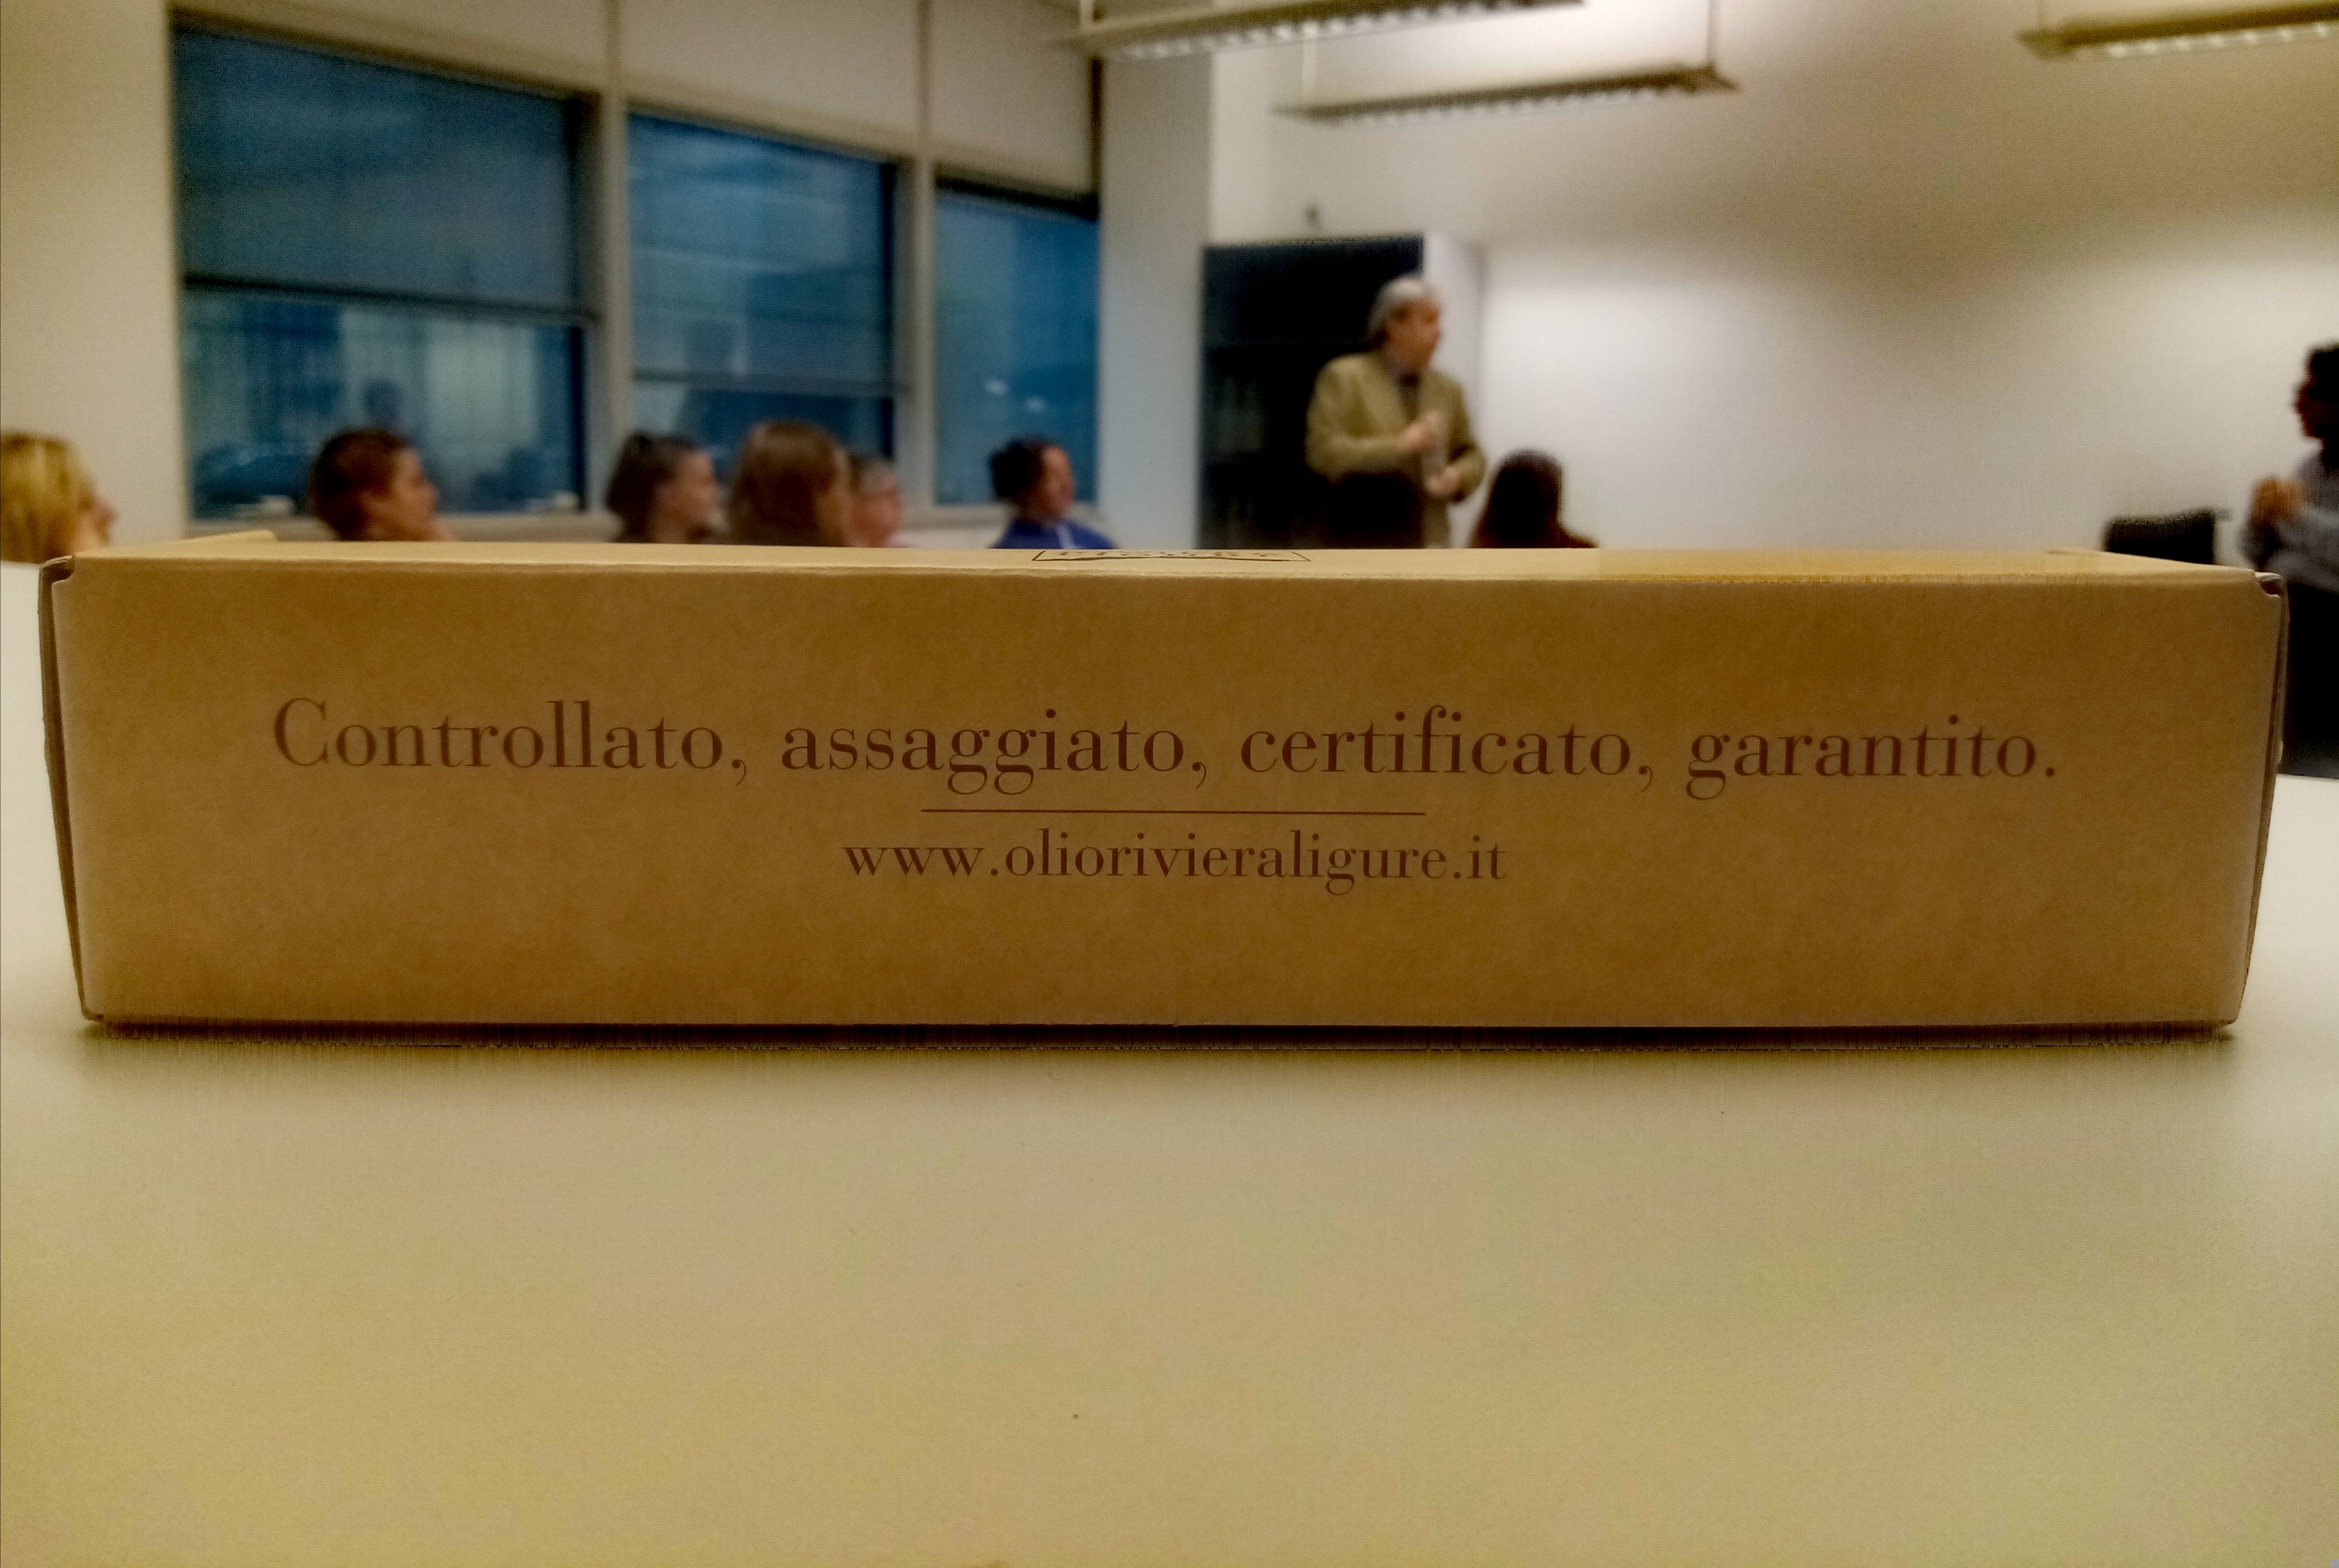 Controllato, assaggiato, certificato, garantito.
www.oliorivieraligure.it